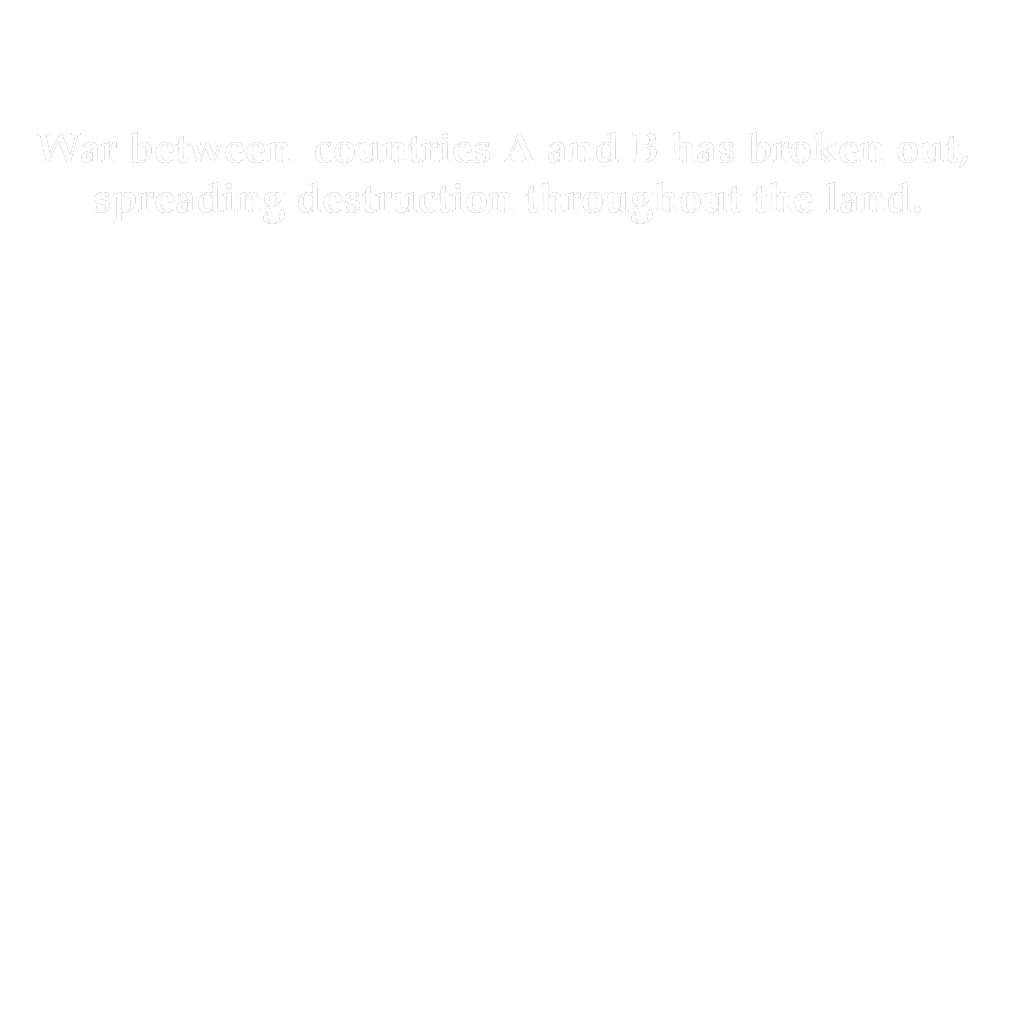 War between  countries A and B has broken out,
spreading destruction throughout the land.